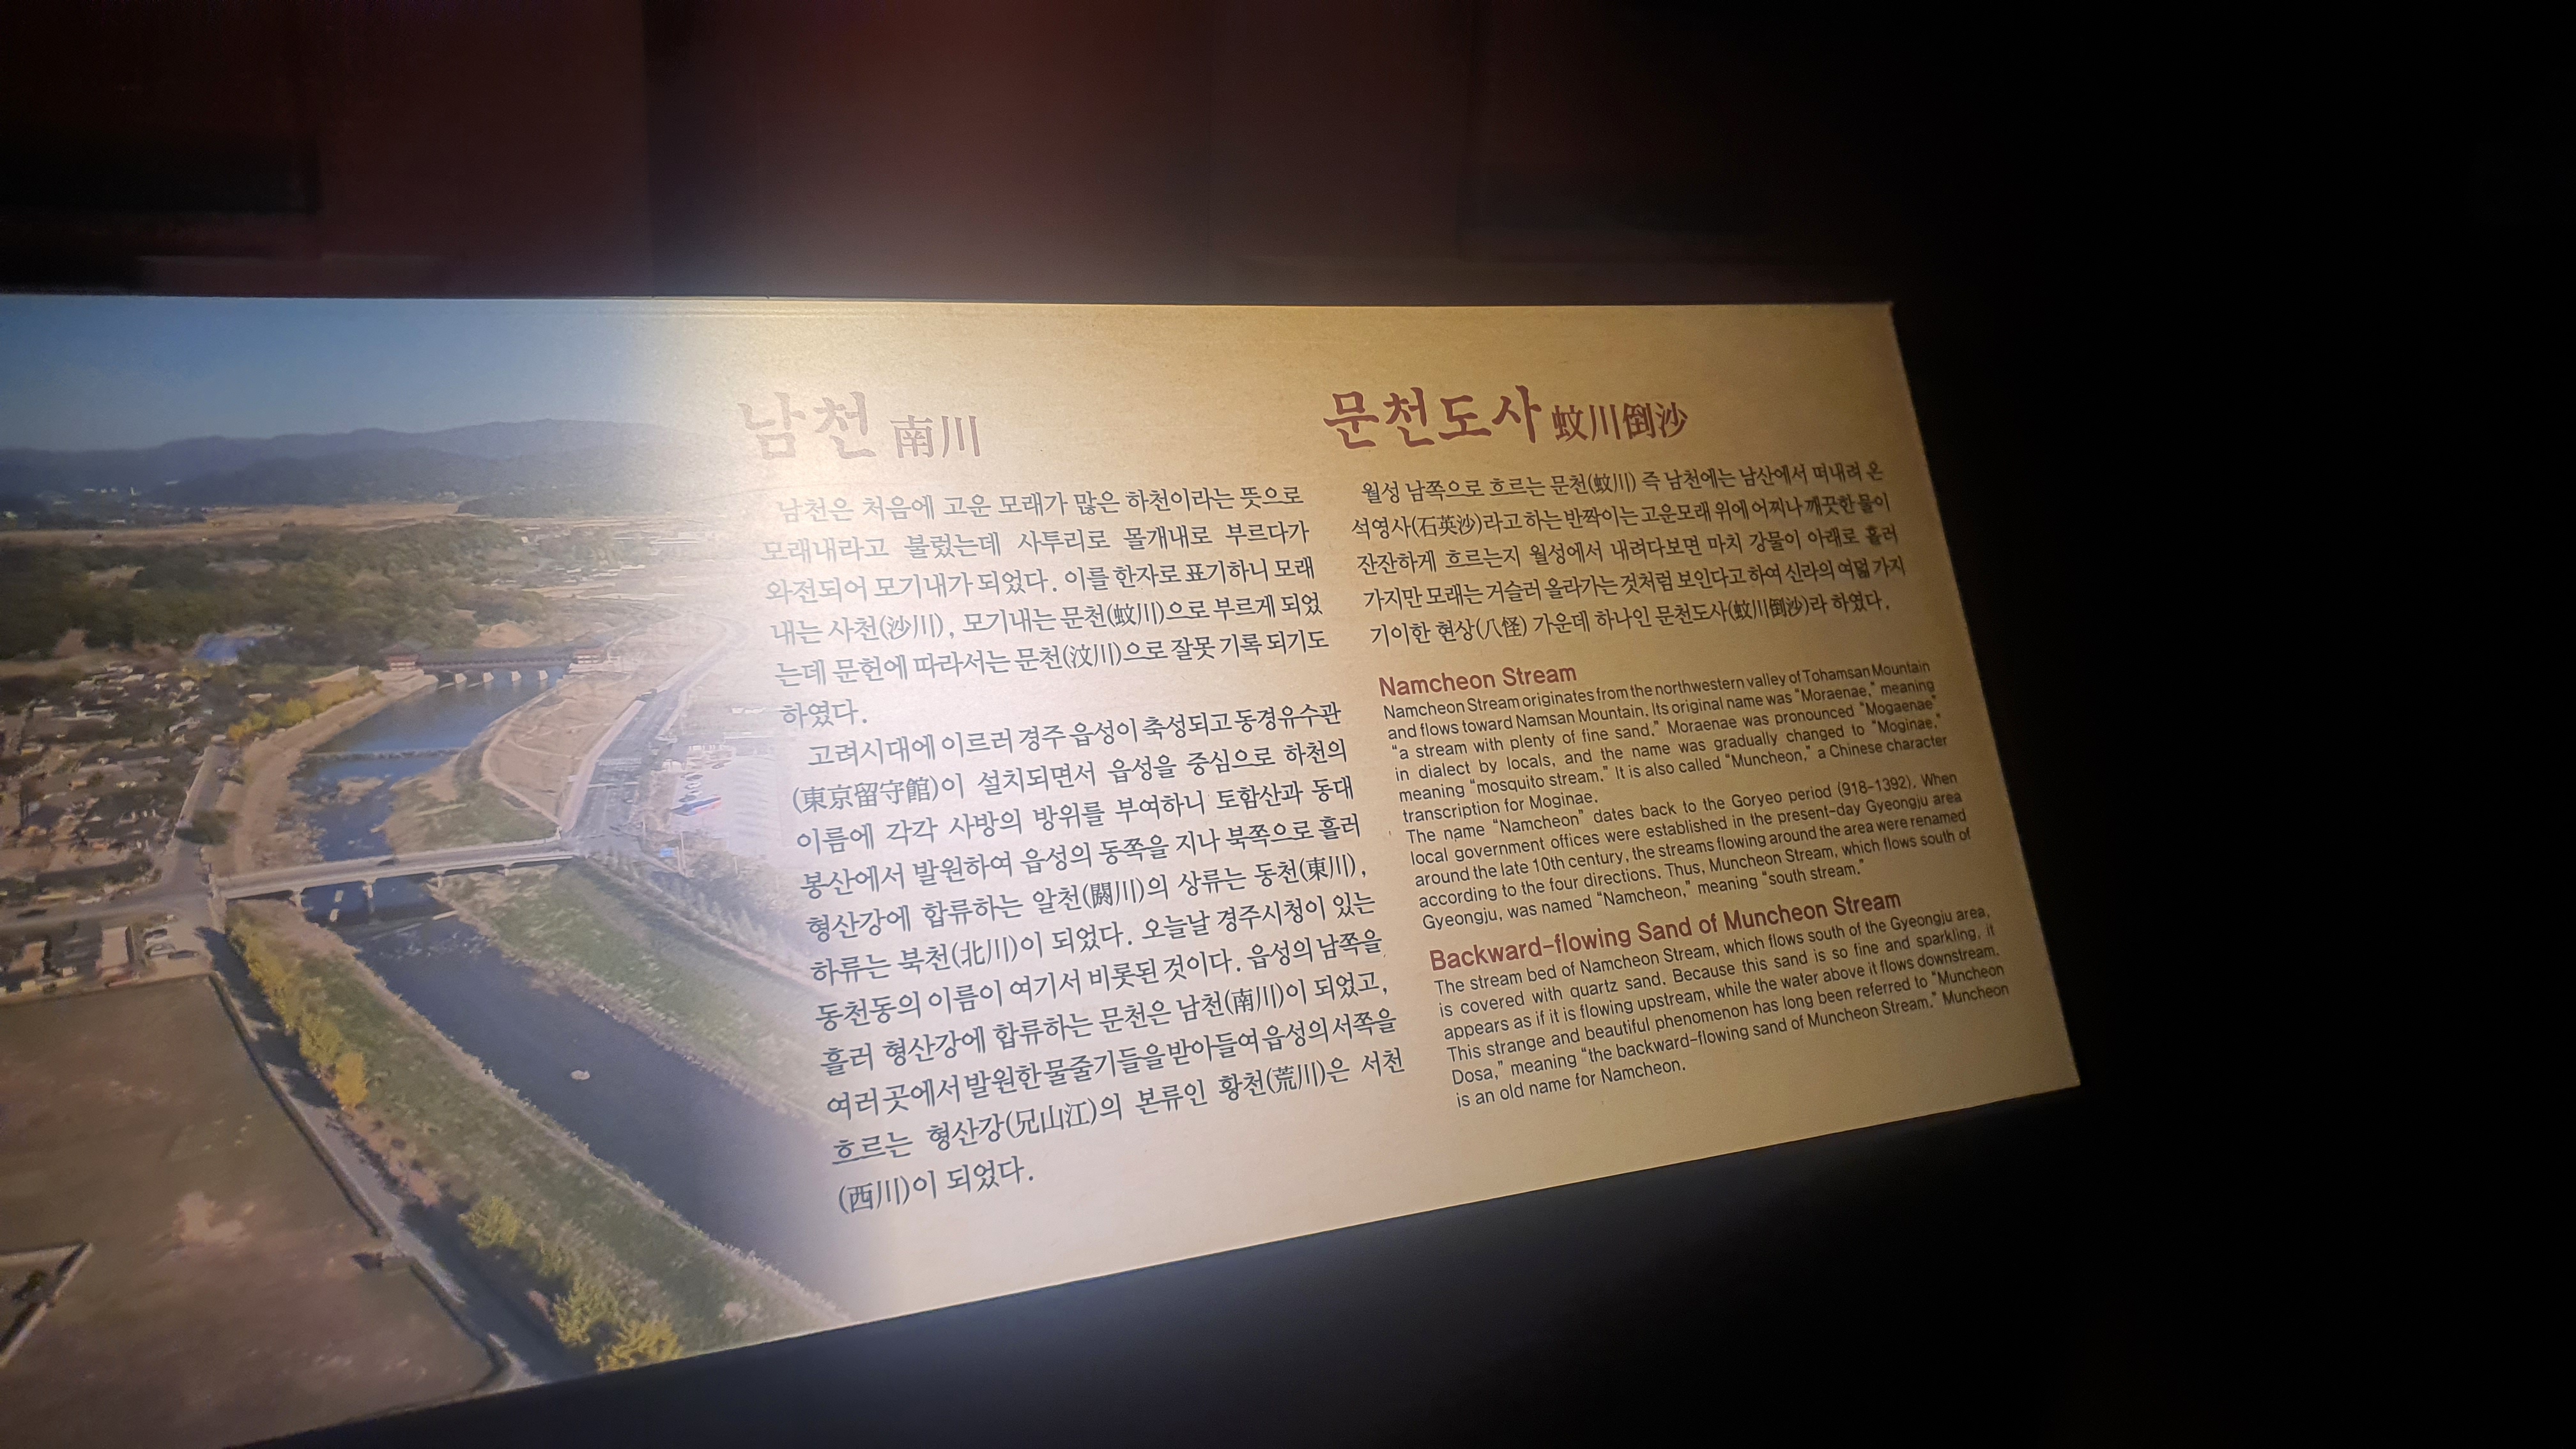 남천 南川
남천은 처음에 고운 모래가 많은 하천이라는 뜻으로
모래내라고 불렀는데 사투리로 몰개내로 부르다가
와전되어 모기내가 되었다. 이를 한자로 표기하니 모래
내는 사천(沙川), 모기내는 문천(蚊川)으로 부르게 되었
는데 문헌에 따라서는 문천(汶川)으로 잘못 기록 되기도
하였다.
고려시대에 이르러 경주 읍성이 축성되고 동경유수관
(東京留守館)이 설치되면서 읍성을 중심으로 하천의
이름에 각각 사방의 방위를 부여하니 토함산과 동대
봉산에서 발원하여 읍성의 동쪽을 지나 북쪽으로 흘러
형산강에 합류하는 알천(閼川)의 상류는 동천(東川),
하류는 북천(北川)이 되었다. 오늘날 경주시청이 있는
동천동의 이름이 여기서 비롯된 것이다. 읍성의 남쪽을
흘러 형산강에 합류하는 문천은 남천(南川)이 되었고,
여러 곳에서 발원한 물줄기들을 받아들여 읍성의 서쪽을
흐르는 형산강(兄山江)의 본류인 황천(荒川)은 서천
(西川)이 되었다.
문천도사 蚊川倒沙
월성 남쪽으로 흐르는 문천(蚊川) 즉 남천에는 남산에서 떠내려 온
석영사(石英沙)라고 하는 반짝이는 고운모래 위에 어찌나 깨끗한 물이
잔잔하게 흐르는지 월성에서 내려다보면 마치 강물이 아래로 흘러
가지만 모래는 거슬러 올라가는 것처럼 보인다고 하여 신라의 여덟 가지
기이한 현상(八怪) 가운데 하나인 문천도사(蚊川倒沙)라 하였다.
Namcheon Stream
Namcheon Stream originates from the northwestern valley of Tohamsan Mountain
and flows toward Namsan Mountain. Its original name was “Moraenae,” meaning
“a stream with plenty of fine sand.” Moraenae was pronounced “Mogaenae”
in dialect by locals, and the name was gradually changed to “Moginae,”
meaning “mosquito stream.” It is also called “Muncheon,” a Chinese character
transcription for Moginae.
The name “Namcheon” dates back to the Goryeo period (918-1392). When
local government offices were established in the present-day Gyeongju area
around the late 10th century, the streams flowing around the area were renamed
according to the four directions. Thus, Muncheon Stream, which flows south of
Gyeongju, was named “Namcheon,” meaning “south stream.”
Backward-flowing Sand of Muncheon Stream
The stream bed of Namcheon Stream, which flows south of the Gyeongju area,
is covered with quartz sand. Because this sand is so fine and sparkling, it
appears as if it is flowing upstream, while the water above it flows downstream.
This strange and beautiful phenomenon has long been referred to “Muncheon
Dosa,” meaning “the backward-flowing sand of Muncheon Stream.” Muncheon
is an old name for Namcheon.